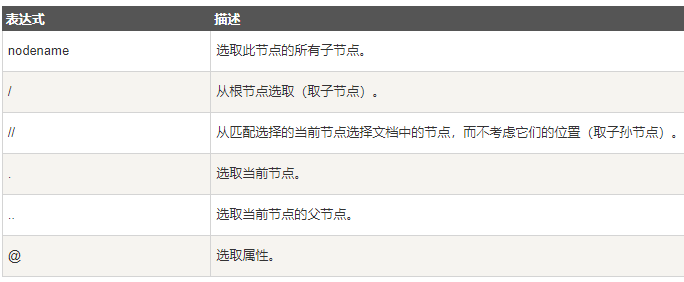 表达式 描述
nodename 选取此节点的所有子节点。
/ 从根节点选取（取子节点）。
// 从匹配选择的当前节点选择文档中的节点，而不考虑它们的位置（取子孙节点）。
. 选取当前节点。
.. 选取当前节点的父节点。
@ 选取属性。